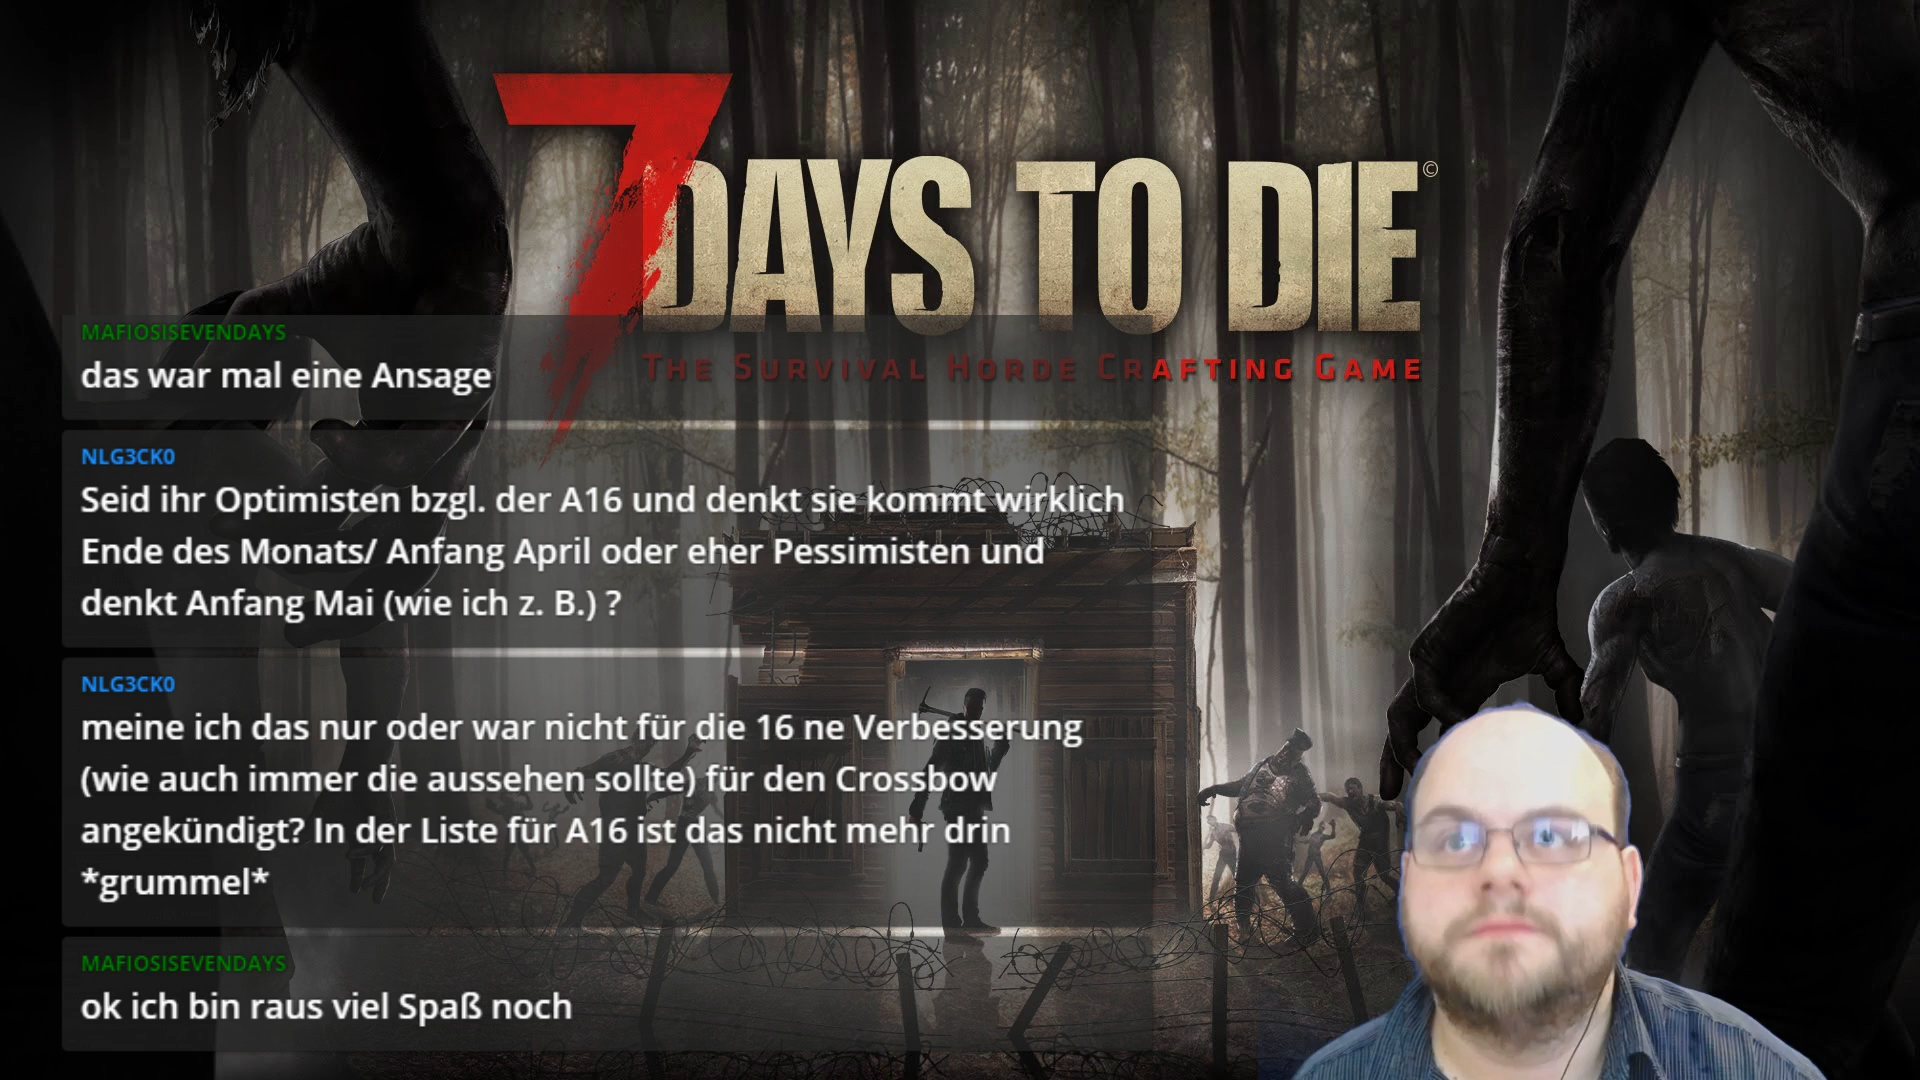 7 DAYS TO DIE ©
THE SURVIVAL HORDE CRAFTING GAME
MAFIOSISEVENDAYS
das war mal eine Ansage
NLG3CK0
Seid ihr Optimisten bzgl. der A16 und denkt sie kommt wirklich
Ende des Monats/ Anfang April oder eher Pessimisten und
denkt Anfang Mai (wie ich z. B.) ?
NLG3CK0
meine ich das nur oder war nicht für die 16 ne Verbesserung
(wie auch immer die aussehen sollte) für den Crossbow
angekündigt? In der Liste für A16 ist das nicht mehr drin
*grummel*
MAFIOSISEVENDAYS
ok ich bin raus viel Spaß noch